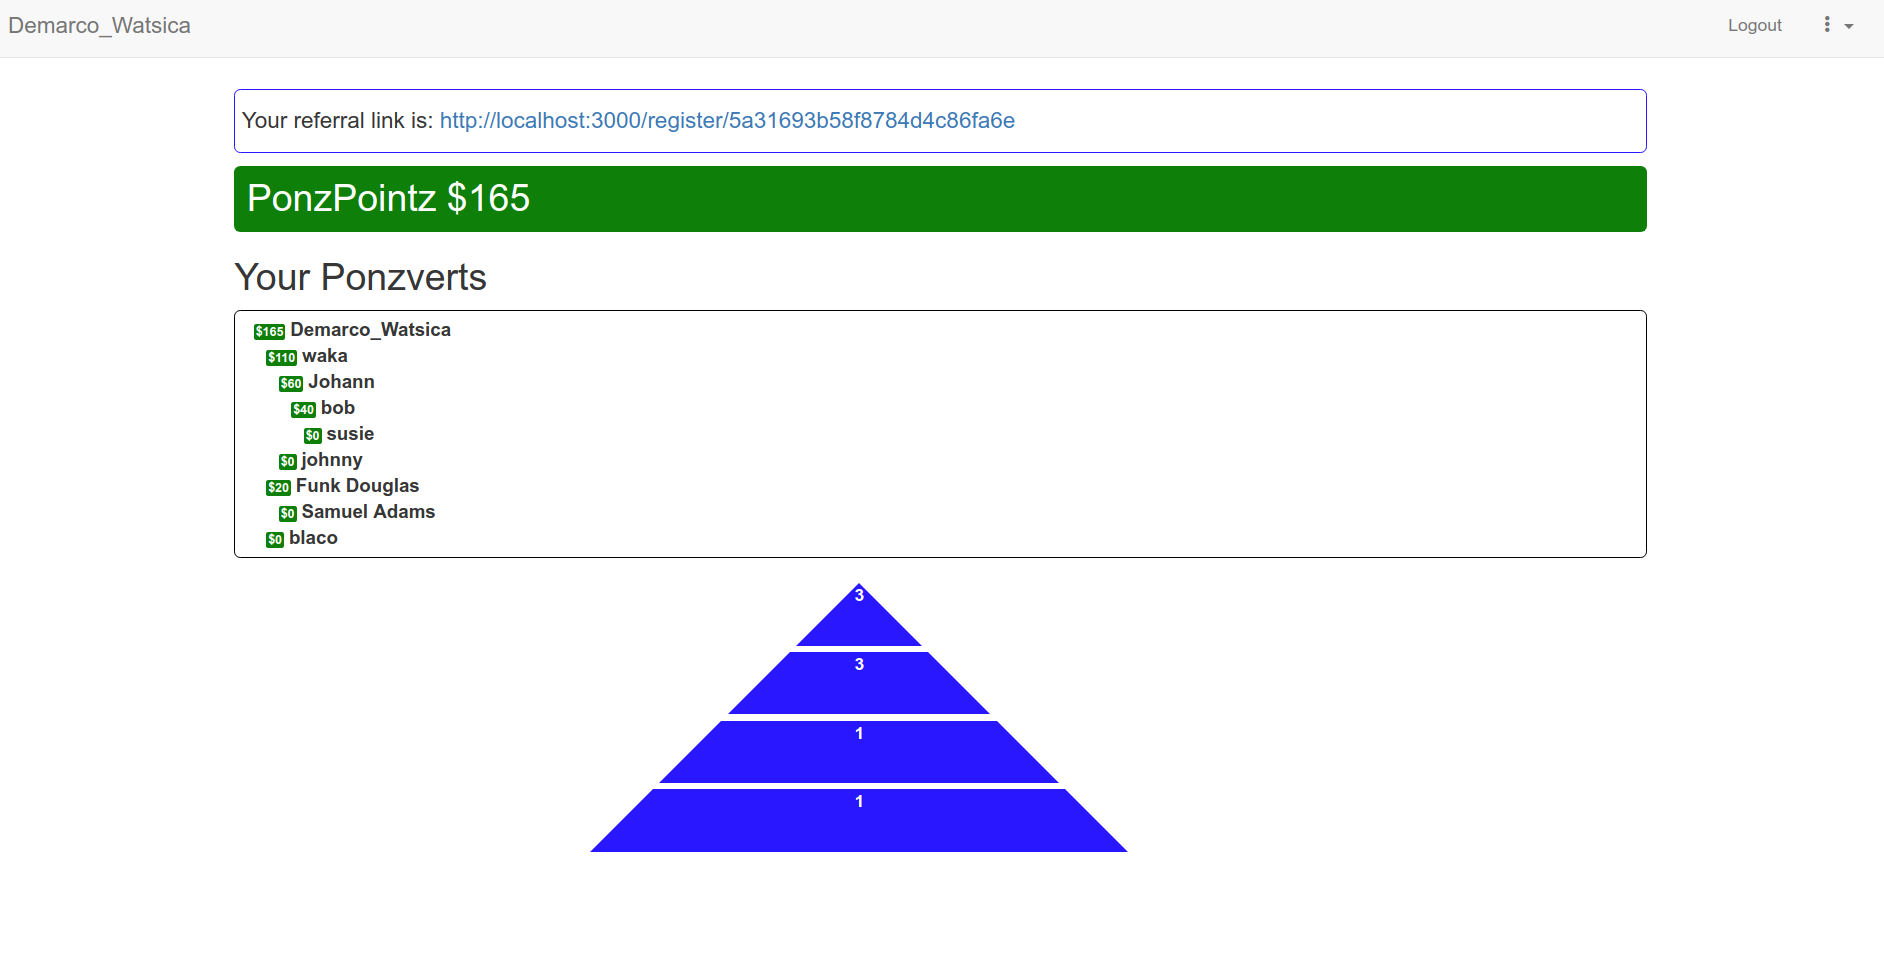 Demarco_Watsica Logout
Your referral link is: http://localhost:3000/register/5a31693b58f8784d4c86fa6e
PonzPointz $165
Your Ponzverts
$165 Demarco_Watsica
$110 waka
$60 Johann
$40 bob
$0 susie
$0 johnny
$20 Funk Douglas
$0 Samuel Adams
$0 blaco
3
3
1
1